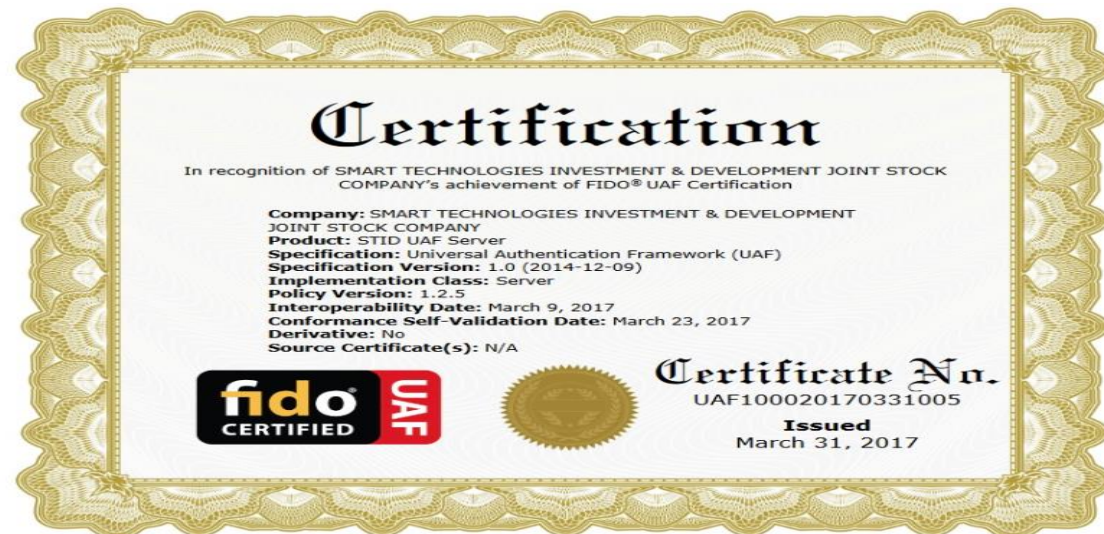 Certification
In recognition of SMART TECHNOLOGIES INVESTMENT & DEVELOPMENT JOINT STOCK
COMPANY's achievement of FIDO® UAF Certification
Company: SMART TECHNOLOGIES INVESTMENT & DEVELOPMENT
JOINT STOCK COMPANY
Product: STID UAF Server
Specification: Universal Authentication Framework (UAF)
Specification Version: 1.0 (2014-12-09)
Implementation Class: Server
Policy Version: 1.2.5
Interoperability Date: March 9, 2017
Conformance Self-Validation Date: March 23, 2017
Derivative: No
Source Certificate(s): N/A
fido®
CERTIFIED
UAF
Certificate No.
UAF100020170331005
Issued
March 31, 2017